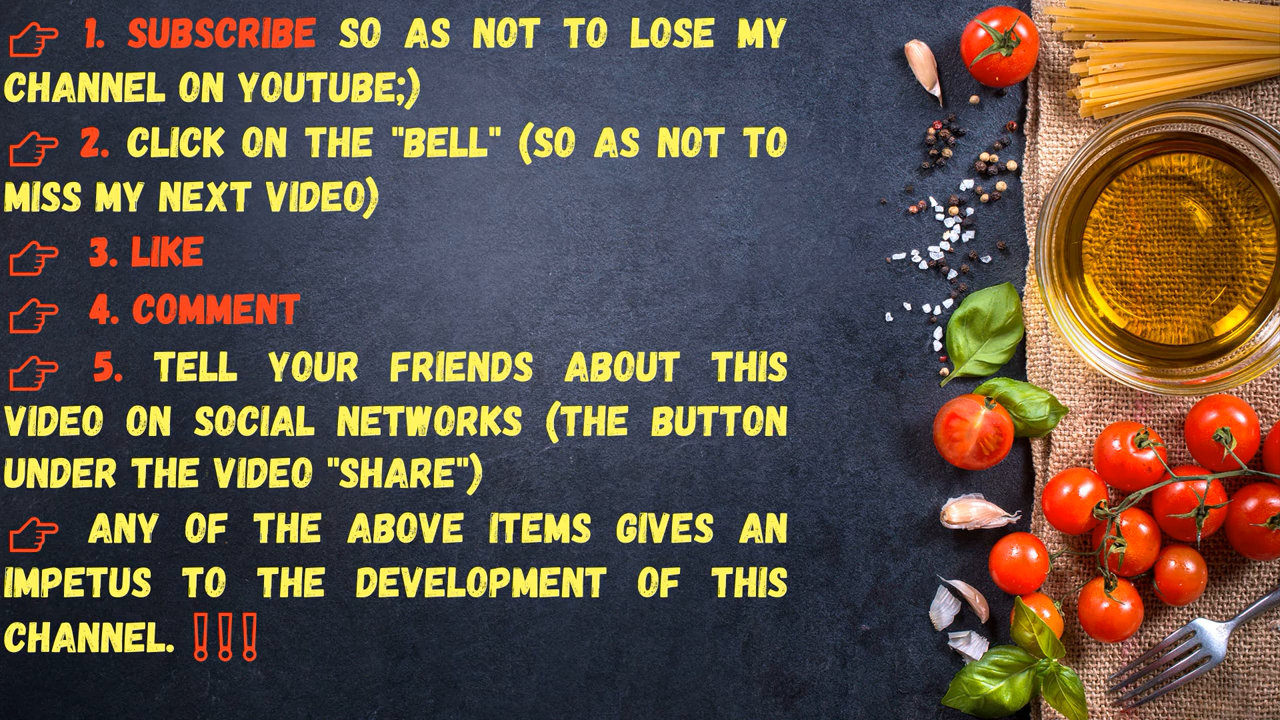 👉 1. SUBSCRIBE SO AS NOT TO LOSE MY
CHANNEL ON YOUTUBE;)
👉 2. CLICK ON THE "BELL" (SO AS NOT TO
MISS MY NEXT VIDEO)
👉 3. LIKE
👉 4. COMMENT
👉 5. TELL YOUR FRIENDS ABOUT THIS
VIDEO ON SOCIAL NETWORKS (THE BUTTON
UNDER THE VIDEO "SHARE")
👉 ANY OF THE ABOVE ITEMS GIVES AN
IMPETUS TO THE DEVELOPMENT OF THIS
CHANNEL. ❗❗❗